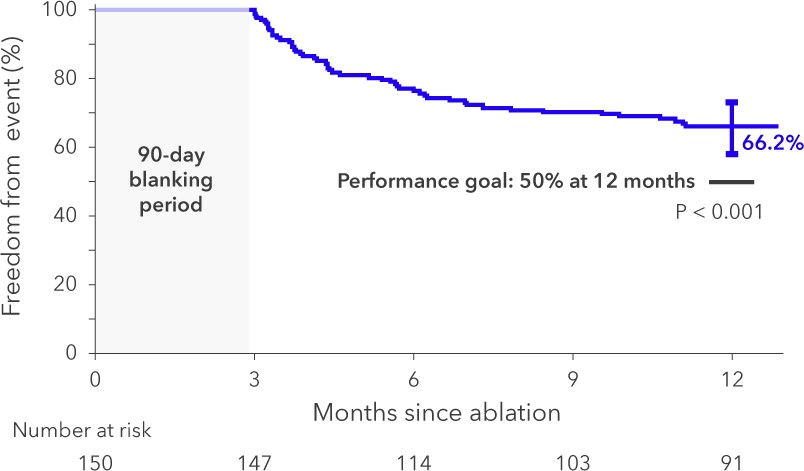 Freedom from event (%)
100
80
60
40
20
0
90-day
blanking
period
66.2%
Performance goal: 50% at 12 months
P < 0.001
0 3 6 9 12
Months since ablation
Number at risk
150 147 114 103 91